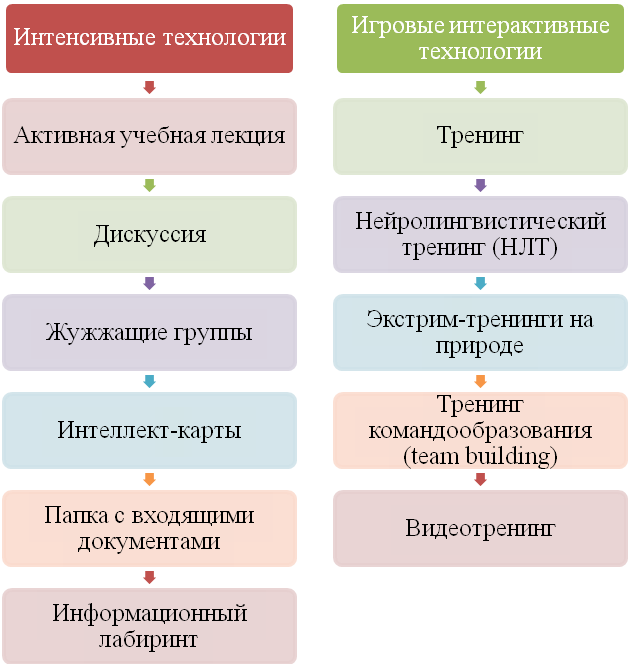 Интенсивные технологии
Активная учебная лекция
Дискуссия
Жужжащие группы
Интеллект-карты
Папка с входящими
документами
Информационный
лабиринт
Игровые интерактивные
технологии
Тренинг
Нейролингвистический
тренинг (НЛТ)
Экстрим-тренинги на
природе
Тренинг
командообразования
(team building)
Видеотренинг